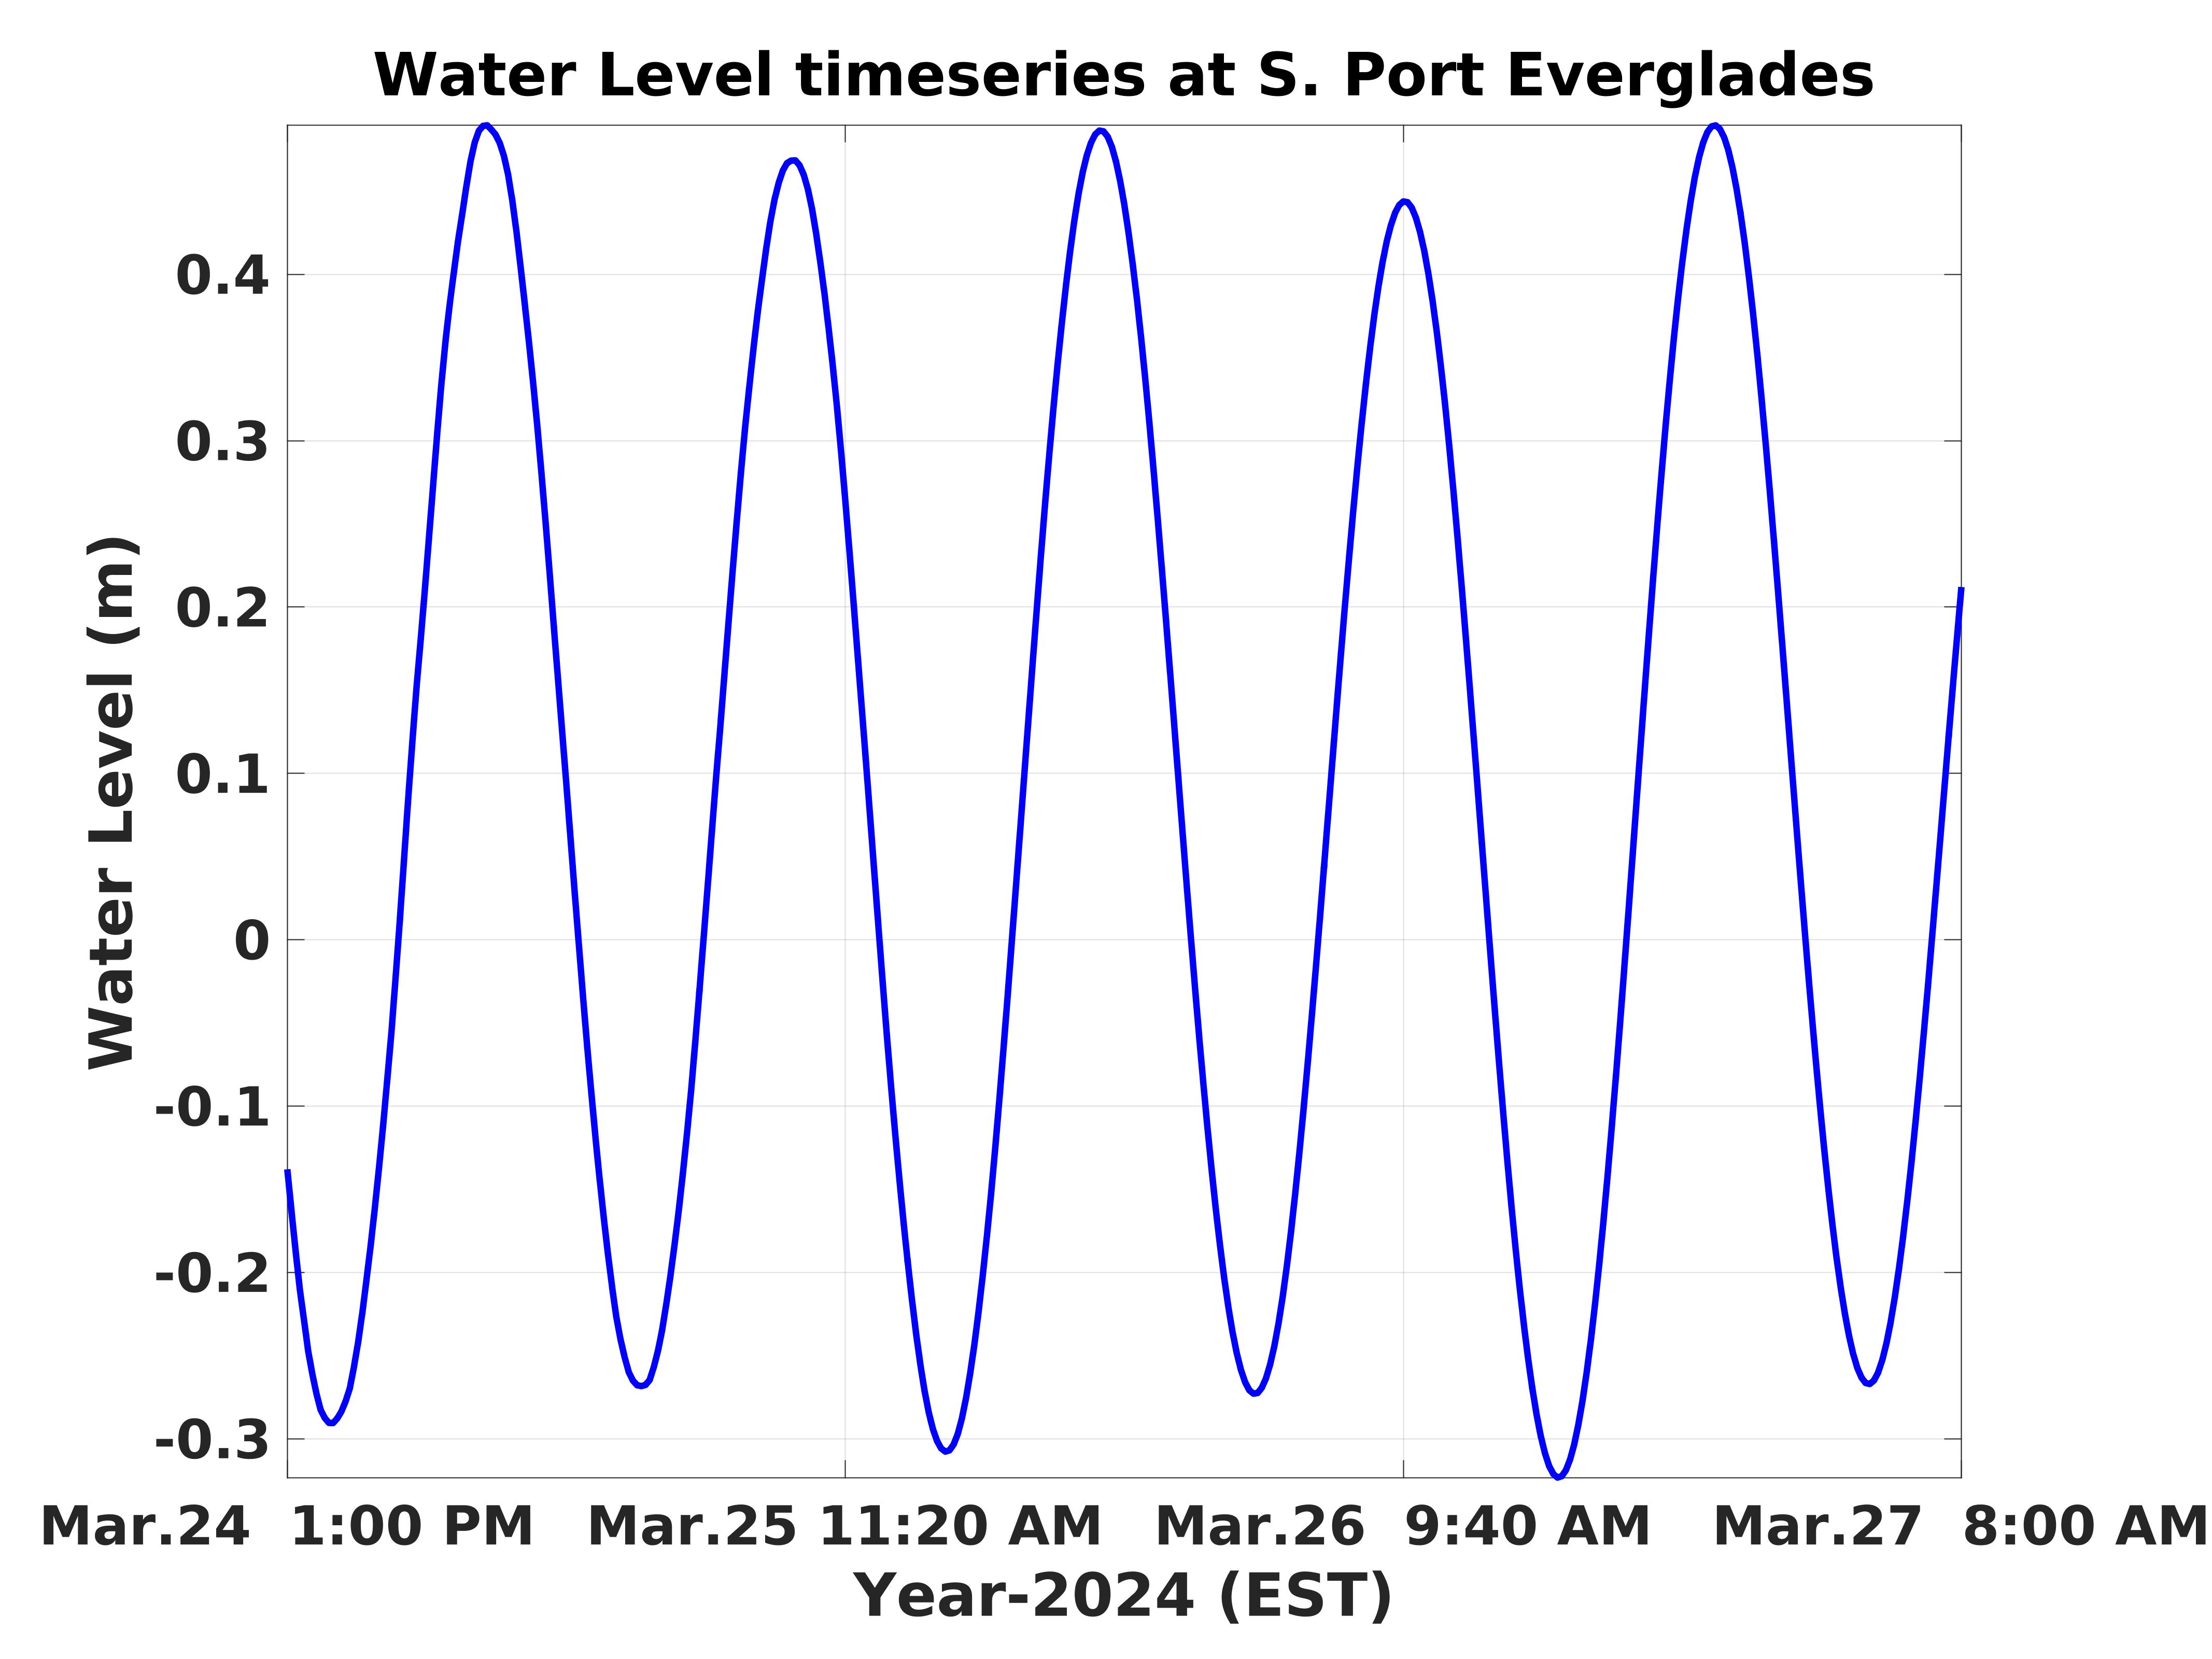 Water Level timeseries at S. Port Everglades
0.4
0.3
0.2
0.1
0
-0.1
-0.2
-0.3
Water Level (m)
Mar.24 1:00 PM Mar.25 11:20 AM Mar.26 9:40 AM Mar.27 8:00 AM
Year-2024 (EST)